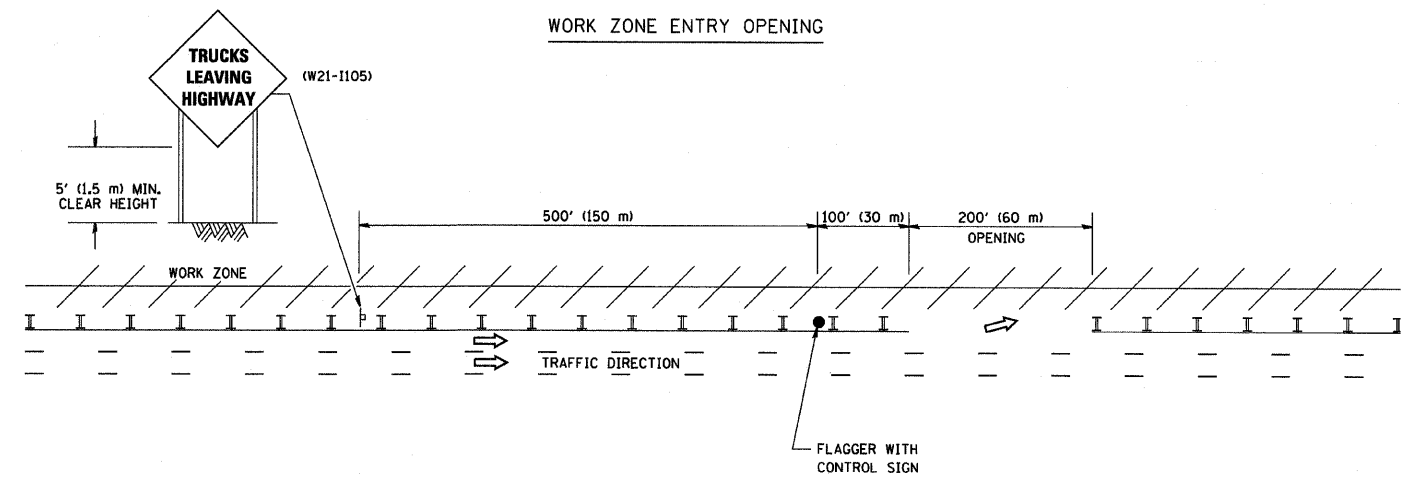 WORK ZONE ENTRY OPENING
TRUCKS
LEAVING
HIGHWAY
(W21-I105)
5' (1.5 m) MIN.
CLEAR HEIGHT
500' (150 m)
100' (30 m)
200' (60 m)
OPENING
WORK ZONE
TRAFFIC DIRECTION
FLAGGER WITH
CONTROL SIGN